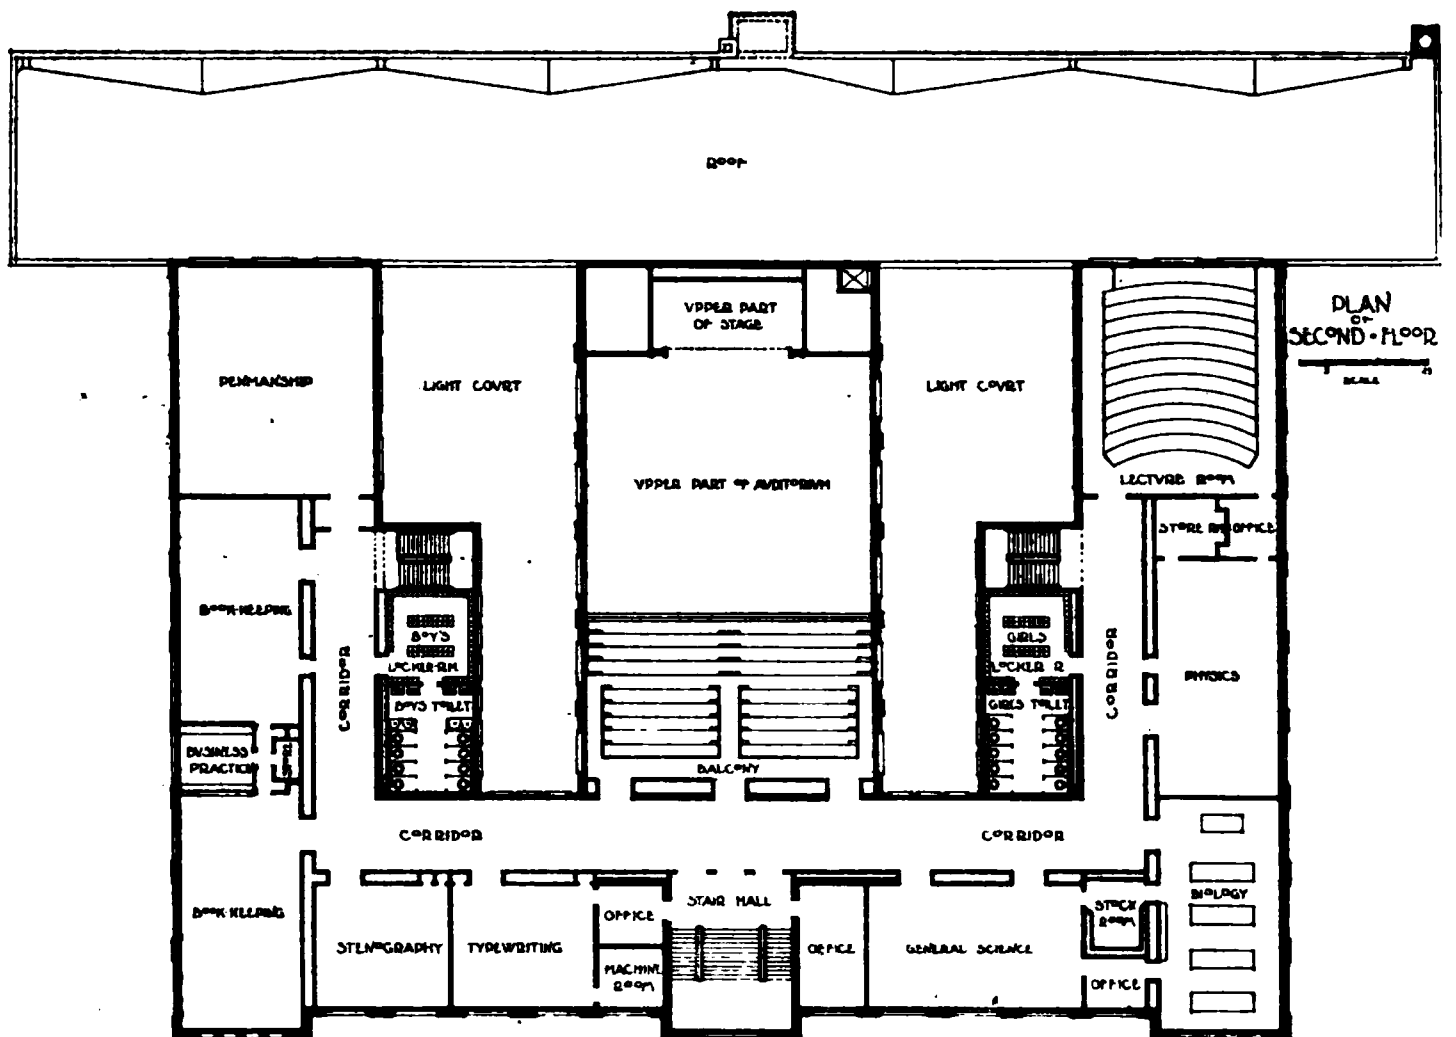 ROOF
PLAN
OF
SECOND·FLOOR
SCALE
UPPER PART
OF STAGE
PENMANSHIP
LIGHT COURT
LIGHT COURT
UPPER PART OF AUDITORIUM
LECTURE ROOM
STORE RM
OFFICE
BOOK-KEEPING
BOY'S
LOCKER-RM.
BOYS TOILET
CORRIDOR
GIRLS
LOCKER R
GIRLS TOILET
CORRIDOR
PHYSICS
BUSINESS
PRACTICE
STORE
BALCONY
CORRIDOR
CORRIDOR
BOOK-KEEPING
STENOGRAPHY
TYPEWRITING
OFFICE
MACHINE
ROOM
STAIR HALL
OFFICE
GENERAL SCIENCE
STOCK
ROOM
OFFICE
BIOLOGY